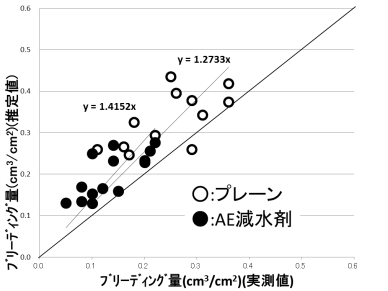 ブリーディング量(cm³/cm²)(推定値)
0.6
0.5
0.4
0.3
0.2
0.1
0.0
y = 1.2733x
y = 1.4152x
○:プレーン
●:AE減水剤
0.0 0.1 0.2 0.3 0.4 0.5 0.6
ブリーディング量(cm³/cm²)(実測値)